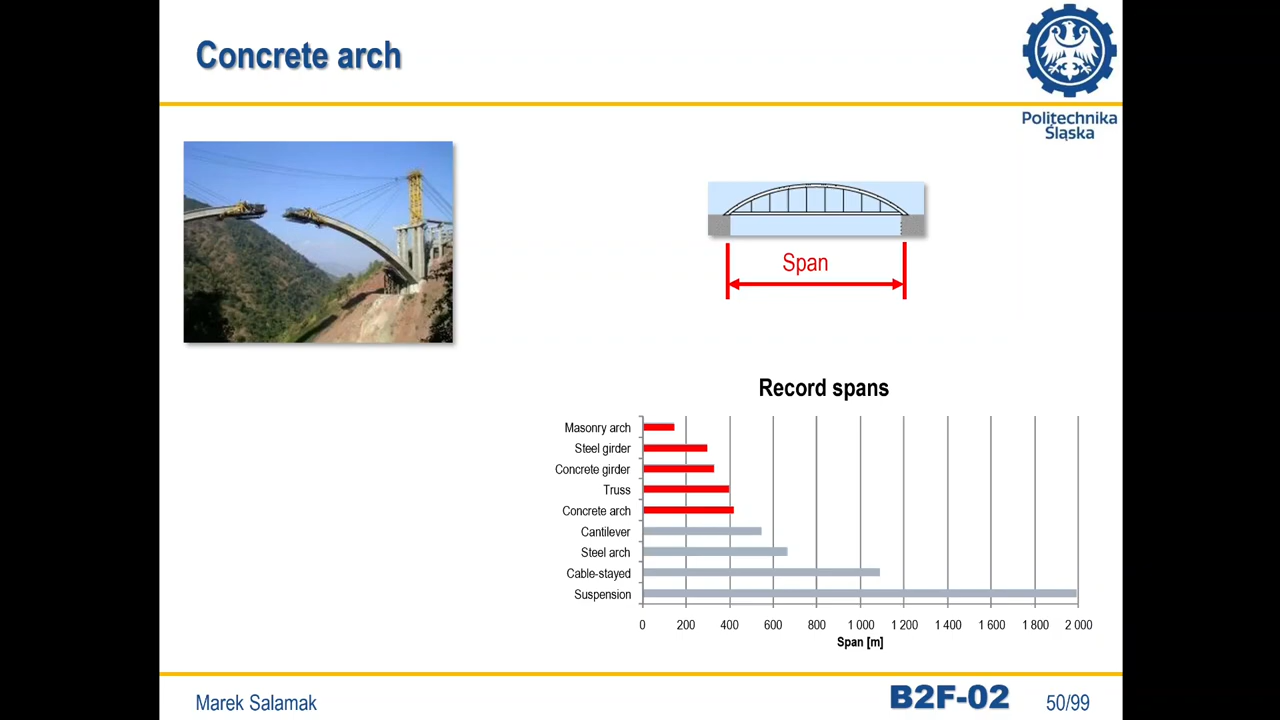 Concrete arch
Politechnika
Śląska
Span
Record spans
Masonry arch
Steel girder
Concrete girder
Truss
Concrete arch
Cantilever
Steel arch
Cable-stayed
Suspension
0 200 400 600 800 1 000 1 200 1 400 1 600 1 800 2 000
Span [m]
Marek Salamak
B2F-02
50/99